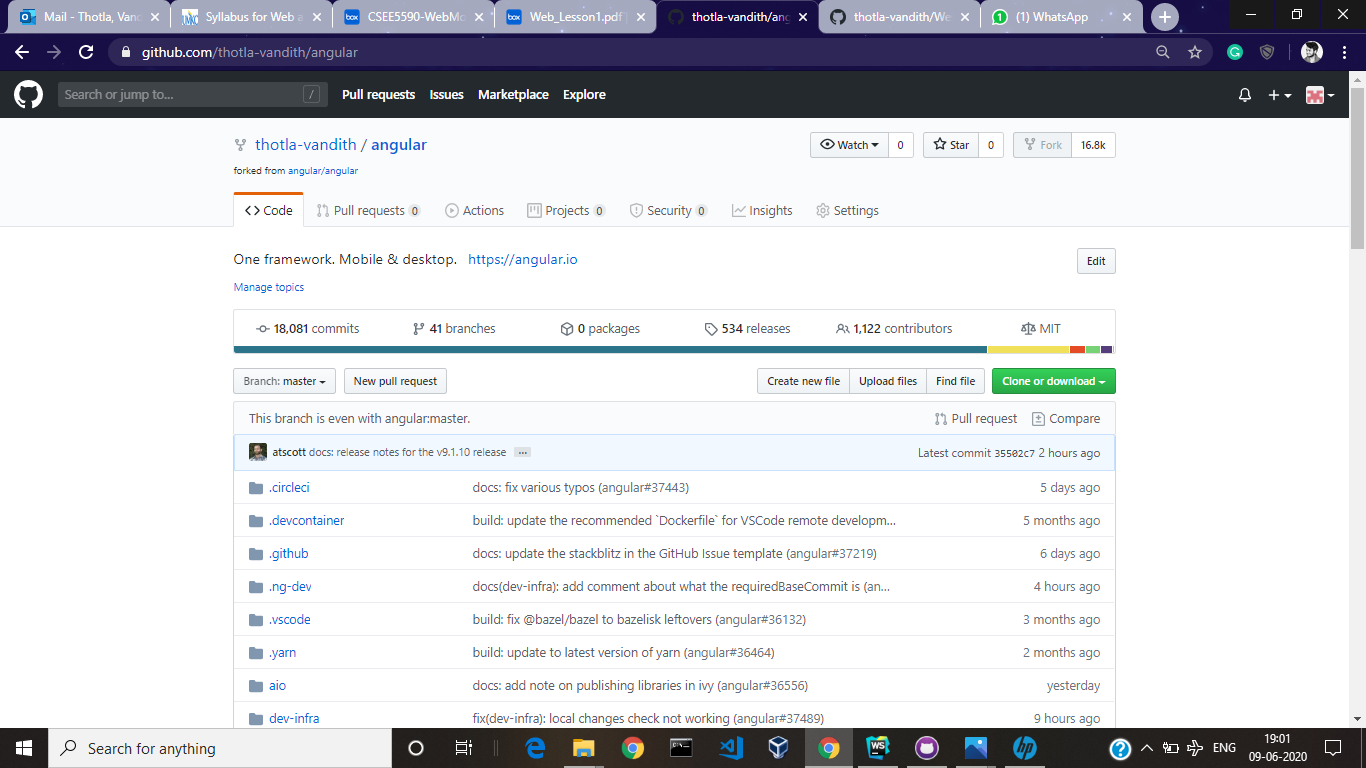 Mail - Thotla, Vand
Syllabus for Web a
CSEE5590-WebMo
Web_Lesson1.pdf
thotla-vandith/ang
thotla-vandith/We
(1) WhatsApp
github.com/thotla-vandith/angular
Search or jump to... / Pull requests Issues Marketplace Explore
thotla-vandith / angular Watch 0 Star 0 Fork 16.8k
forked from angular/angular
Code Pull requests 0 Actions Projects 0 Security 0 Insights Settings
One framework. Mobile & desktop. https://angular.io Edit
Manage topics
18,081 commits 41 branches 0 packages 534 releases 1,122 contributors MIT
Branch: master New pull request Create new file Upload files Find file Clone or download
This branch is even with angular:master. Pull request Compare
atscott docs: release notes for the v9.1.10 release ... Latest commit 35502c7 2 hours ago
.circleci docs: fix various typos (angular#37443) 5 days ago
.devcontainer build: update the recommended `Dockerfile` for VSCode remote developm... 5 months ago
.github docs: update the stackblitz in the GitHub Issue template (angular#37219) 6 days ago
.ng-dev docs(dev-infra): add comment about what the requiredBaseCommit is (an... 4 hours ago
.vscode build: fix @bazel/bazel to bazelisk leftovers (angular#36132) 3 months ago
.yarn build: update to latest version of yarn (angular#36464) 2 months ago
aio docs: add note on publishing libraries in ivy (angular#36556) yesterday
dev-infra fix(dev-infra): local changes check not working (angular#37489) 9 hours ago
Search for anything ENG 19:01
09-06-2020